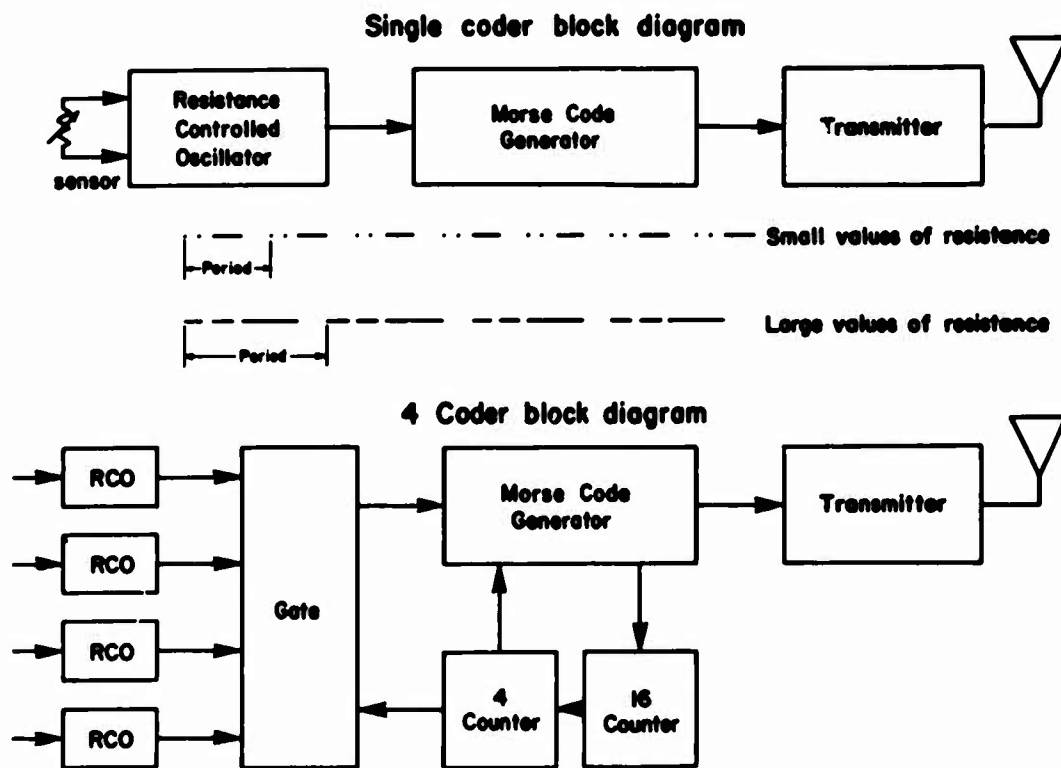 Single coder block diagram
Resistance
Controlled
Oscillator
Morse Code
Generator
Transmitter
sensor
Small values of resistance
Period
Large values of resistance
Period
4 Coder block diagram
RCO
RCO
RCO
RCO
Gate
Morse Code
Generator
Transmitter
4
Counter
16
Counter